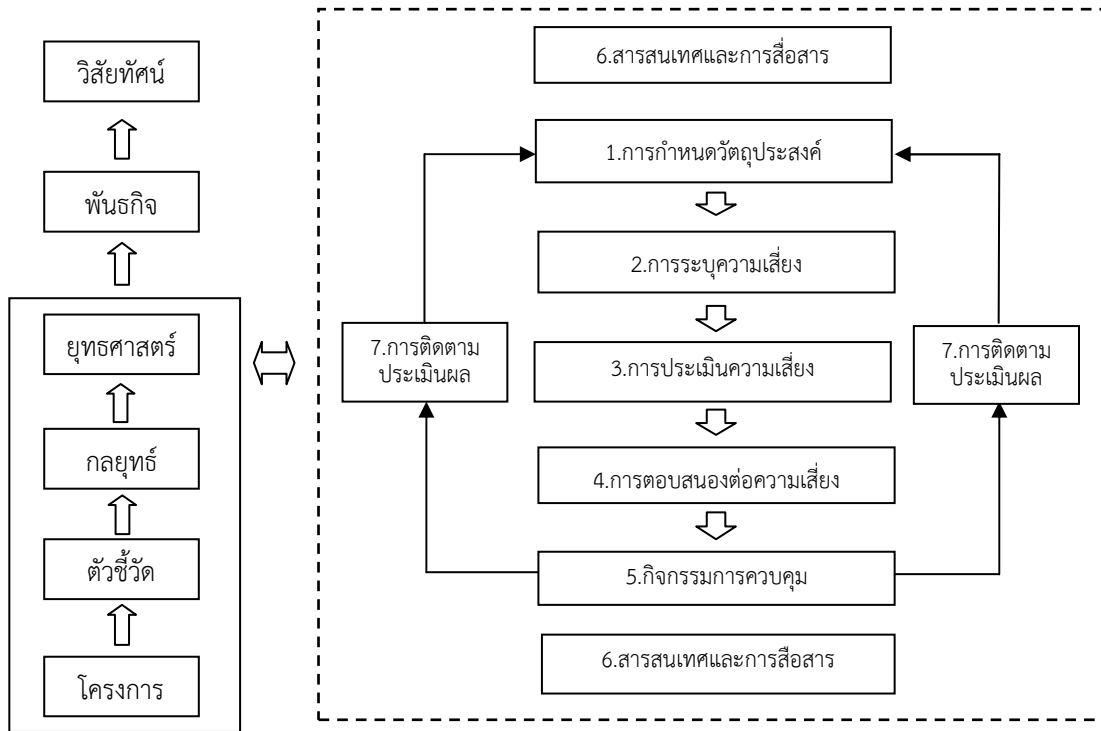 วิสัยทัศน์
พันธกิจ
ยุทธศาสตร์
กลยุทธ์
ตัวชี้วัด
โครงการ
6.สารสนเทศและการสื่อสาร
1.การกำหนดวัตถุประสงค์
2.การระบุความเสี่ยง
7.การติดตาม
ประเมินผล
3.การประเมินความเสี่ยง
7.การติดตาม
ประเมินผล
4.การตอบสนองต่อความเสี่ยง
5.กิจกรรมการควบคุม
6.สารสนเทศและการสื่อสาร